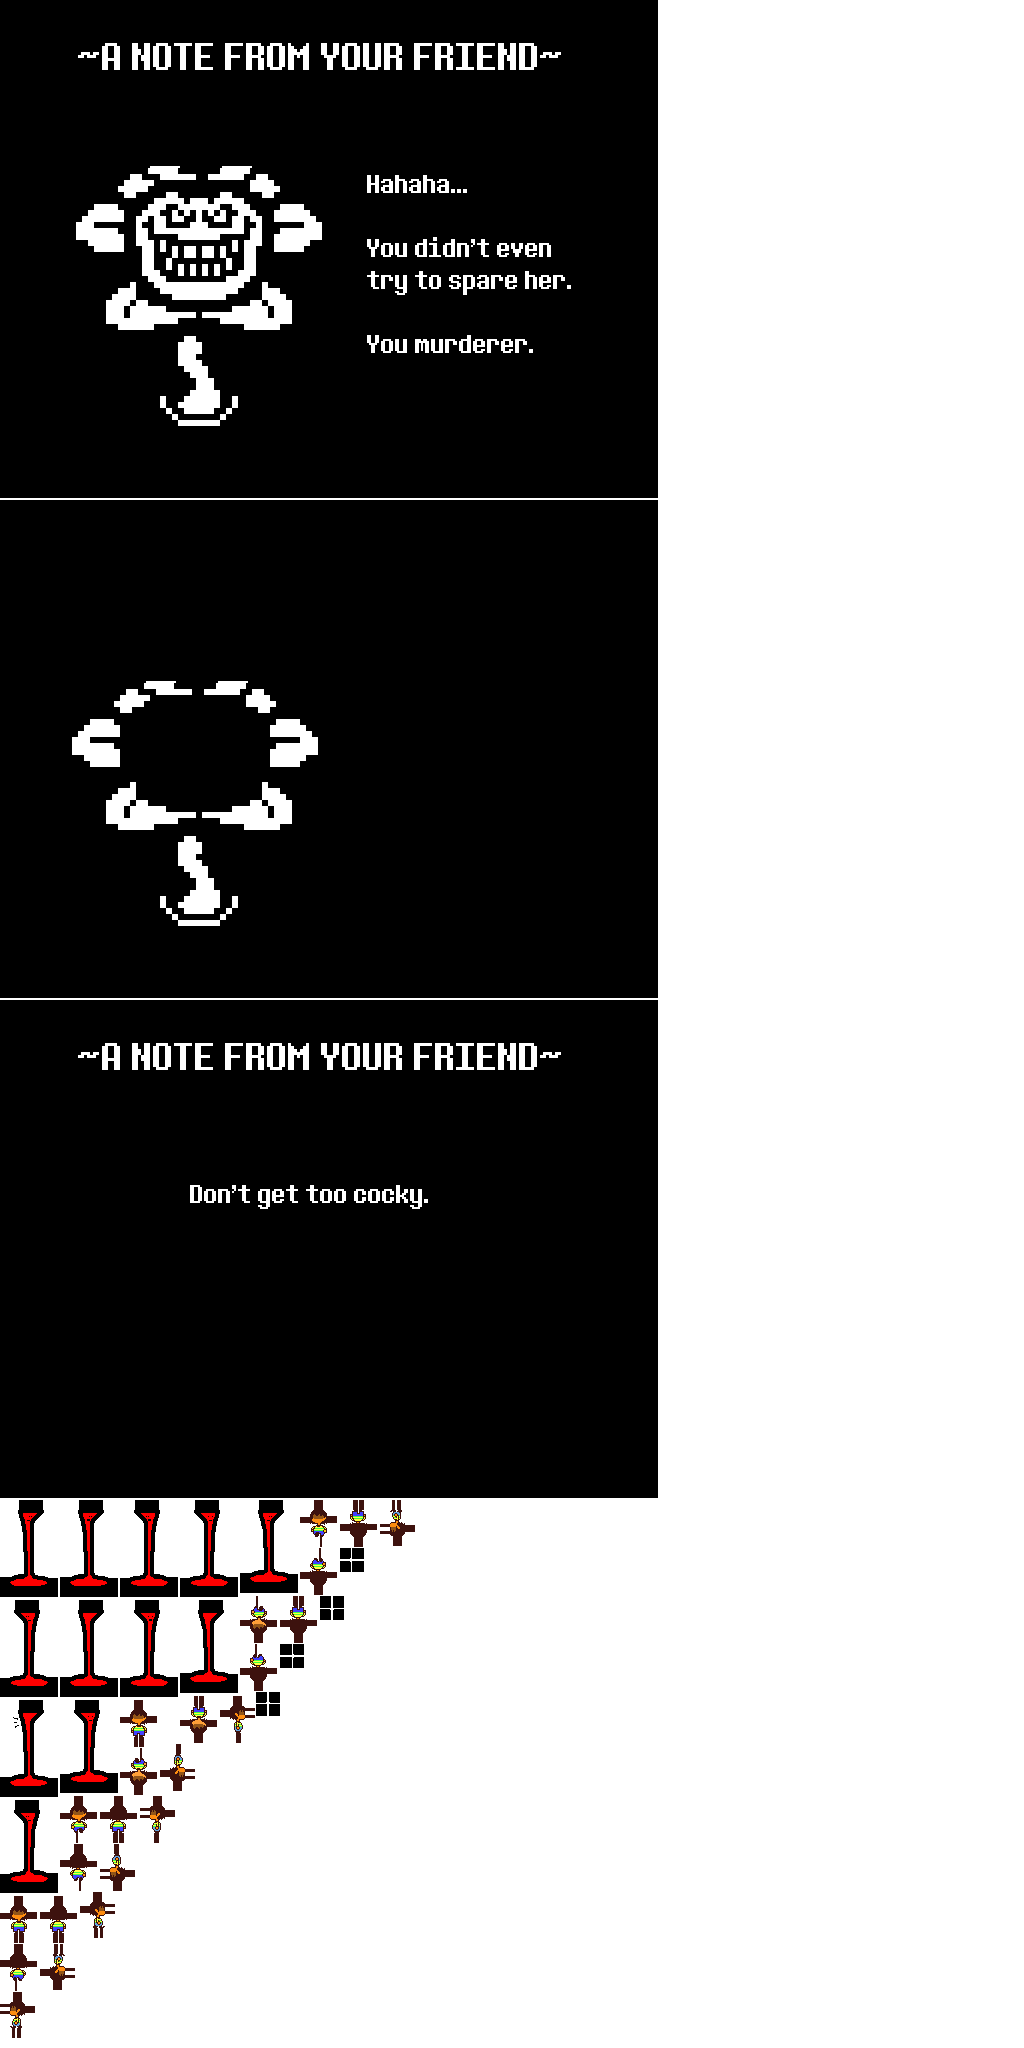 ~A NOTE FROM YOUR FRIEND~
Hahaha...
You didn't even
try to spare her.
You murderer.
~A NOTE FROM YOUR FRIEND~
Don't get too cocky.